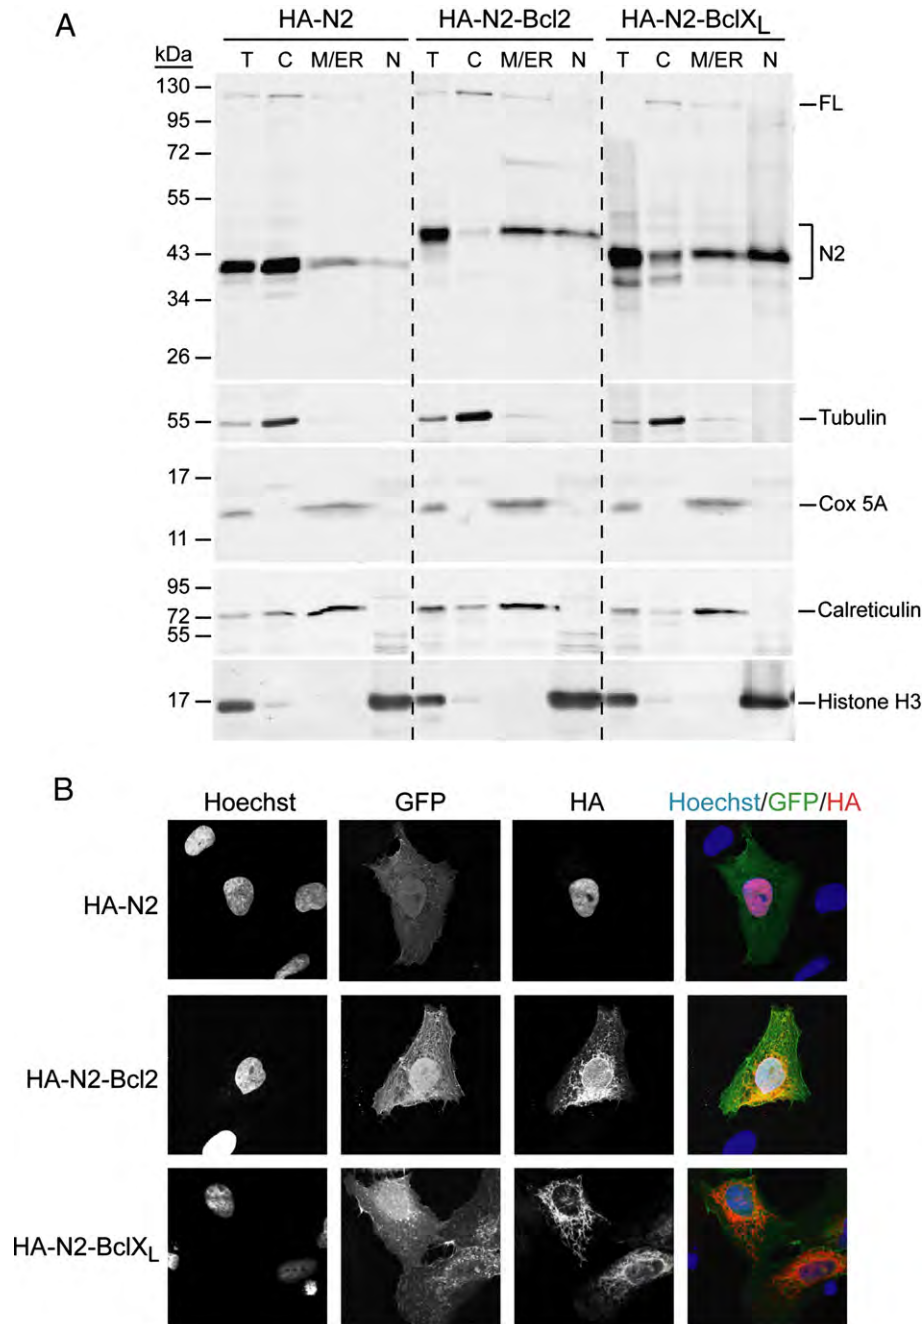 A
HA-N2 HA-N2-Bcl2 HA-N2-BclXL
kDa T C M/ER N T C M/ER N T C M/ER N
130
FL
95
72
55
43
N2
34
26
55 Tubulin
17
Cox 5A
11
95
72 Calreticulin
55
17 Histone H3
B
Hoechst GFP HA Hoechst/GFP/HA
HA-N2
HA-N2-Bcl2
HA-N2-BclXL